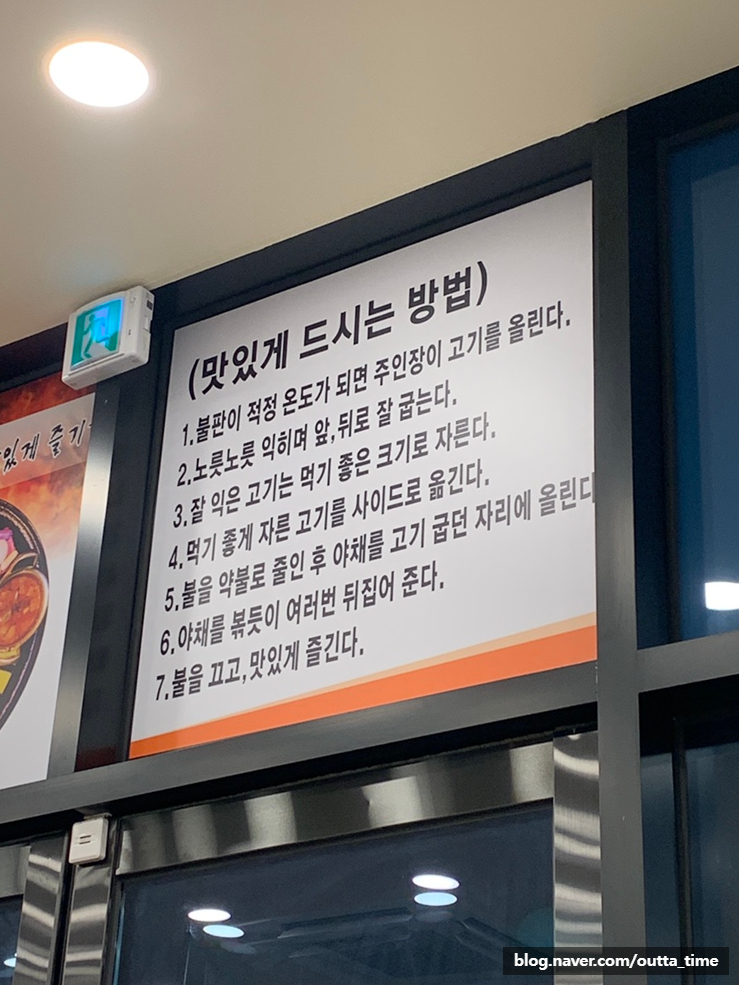 (맛있게 드시는 방법)
1.불판이 적정 온도가 되면 주인장이 고기를 올린다.
2.노릇노릇 익히며 앞,뒤로 잘 굽는다.
3.잘 익은 고기는 먹기 좋은 크기로 자른다.
4.먹기 좋게 자른 고기를 사이드로 옮긴다.
5.불을 약불로 줄인 후 야채를 고기 굽던 자리에 올린다
6.야채를 볶듯이 여러번 뒤집어 준다.
7.불을 끄고,맛있게 즐긴다.
있게 즐기
blog.naver.com/outta_time